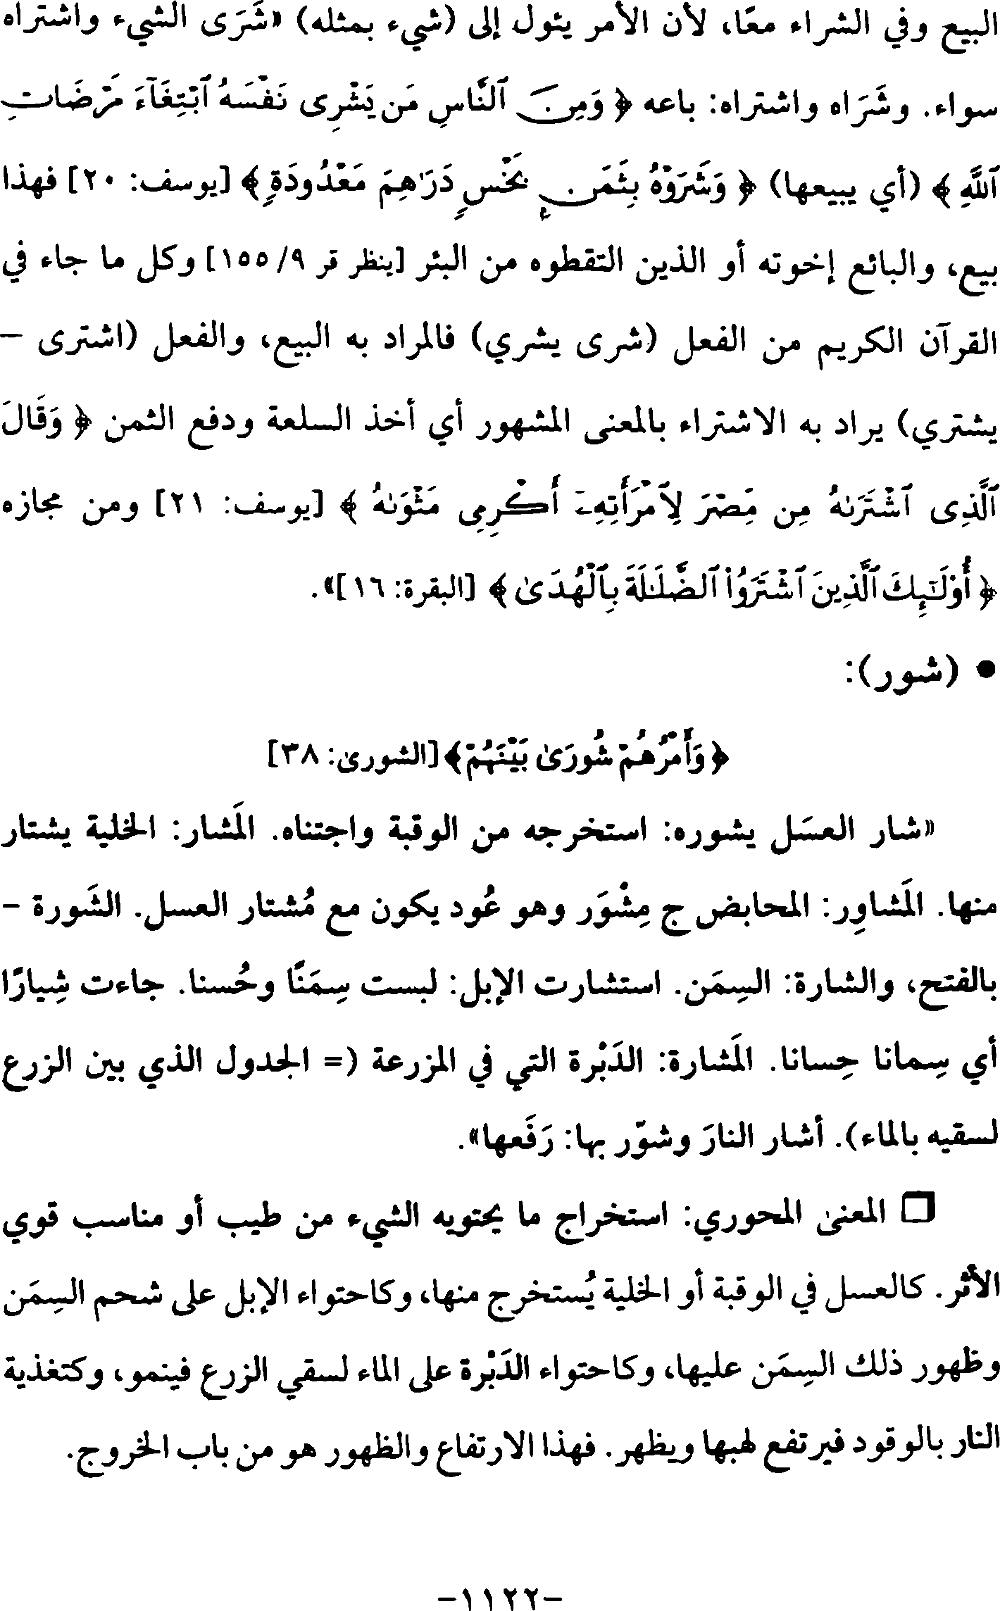 البيع وفي الشراء معًا، لأن الأمر يئول إلى (شيء بمثله) «شَرَى الشيء واشتراه
سواء. وشَرَاه واشتراه: باعه ﴿ وَمِنَ ٱلنَّاسِ مَن يَشْرِى نَفْسَهُ ٱبْتِغَآءَ مَرْضَاتِ
ٱللَّهِ ﴾ (أي يبيعها) ﴿ وَشَرَوْهُ بِثَمَنٍۭ بَخْسٍ دَرَٰهِمَ مَعْدُودَةٍ ﴾ [يوسف: ٢٠] فهذا
بيع، والبائع إخوته أو الذين التقطوه من البئر [ينظر قر ٩/ ١٥٥] وكل ما جاء في
القرآن الكريم من الفعل (شرى يشري) فالمراد به البيع، والفعل (اشترى –
يشتري) يراد به الاشتراء بالمعنى المشهور أي أخذ السلعة ودفع الثمن ﴿ وَقَالَ
ٱلَّذِى ٱشْتَرَىٰهُ مِن مِّصْرَ لِٱمْرَأَتِهِۦٓ أَكْرِمِى مَثْوَىٰهُ ﴾ [يوسف: ٢١] ومن مجازه
﴿ أُو۟لَـٰٓئِكَ ٱلَّذِينَ ٱشْتَرَوُا۟ ٱلضَّلَـٰلَةَ بِٱلْهُدَىٰ ﴾ [البقرة: ١٦]».
● (شور):
﴿ وَأَمْرُهُمْ شُورَىٰ بَيْنَهُمْ﴾ [الشورى: ٣٨]
«شار العسَل يشوره: استخرجه من الوقبة واجتناه. المَشار: الخلية يشتار
منها. المَشاوِر: المحابض ج مِشْوَر وهو عُود يكون مع مُشتار العسل. الشَورة –
بالفتح، والشارة: السِمَن. استشارت الإبل: لبست سِمَنًا وحُسنا. جاءت شِيارًا
أي سِمانا حِسانا. المَشارة: الدَبْرة التي في المزرعة (= الجدول الذي بين الزرع
لسقيه بالماء). أشار النارَ وشوّر بها: رَفَعها».
❒ المعنى المحوري: استخراج ما يحتويه الشيء من طيب أو مناسب قوي
الأثر. كالعسل في الوقبة أو الخلية يُستخرج منها، وكاحتواء الإبل على شحم السِمَن
وظهور ذلك السِمَن عليها، وكاحتواء الدَبْرة على الماء لسقي الزرع فينمو، وكتغذية
النار بالوقود فيرتفع لهبها ويظهر. فهذا الارتفاع والظهور هو من باب الخروج.
–١١٢٢–